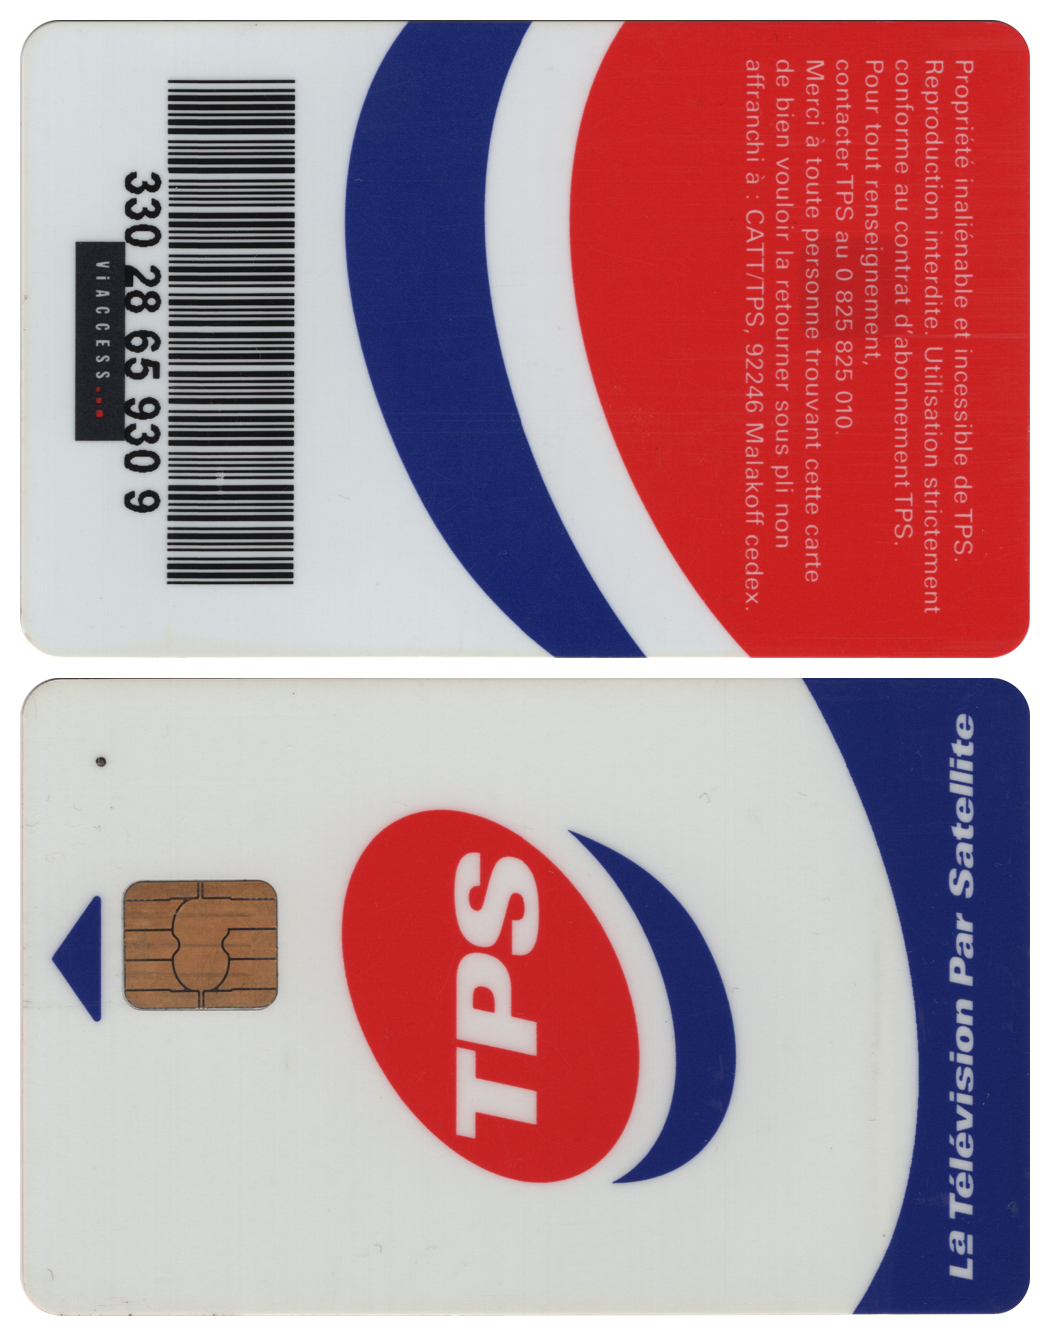 Propriété inaliénable et incessible de TPS.
Reproduction interdite. Utilisation strictement
conforme au contrat d'abonnement TPS.
Pour tout renseignement,
contacter TPS au 0 825 825 010.
Merci à toute personne trouvant cette carte
de bien vouloir la retourner sous pli non
affranchi à : CATT/TPS, 92246 Malakoff cedex.
330 28 65 930 9
ViACCESS...
TPS
La Télévision Par Satellite